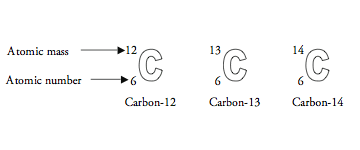 Atomic mass 12 C 13 C 14 C
Atomic number 6 6 6
Carbon-12 Carbon-13 Carbon-14